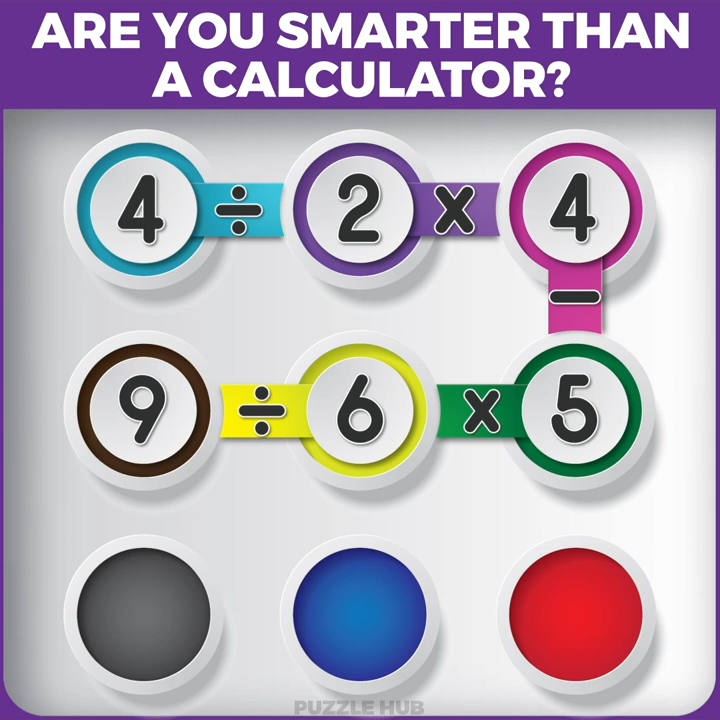 ARE YOU SMARTER THAN
A CALCULATOR?
4 ÷ 2 x 4
−
9 ÷ 6 x 5
PUZZLE HUB